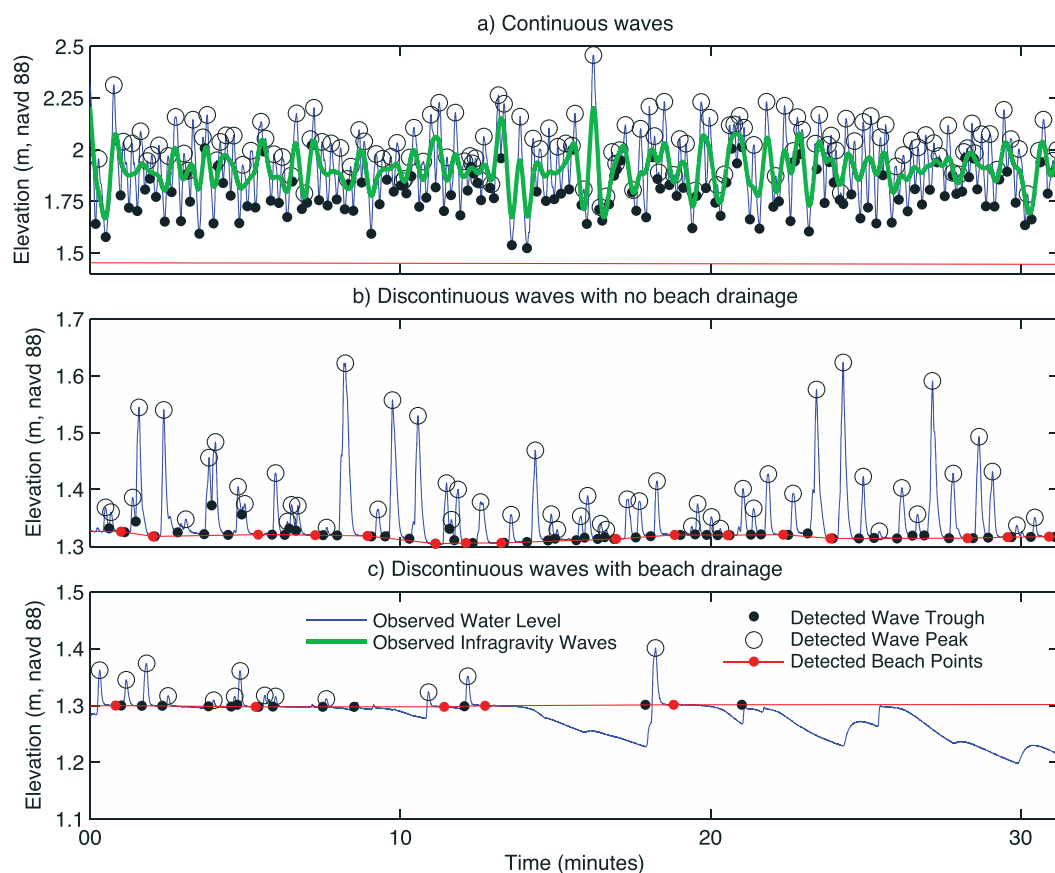 a) Continuous waves
2.5
2.25
2
1.75
1.5
Elevation (m, navd 88)
b) Discontinuous waves with no beach drainage
1.7
1.6
1.5
1.4
1.3
Elevation (m, navd 88)
c) Discontinuous waves with beach drainage
1.5
1.4
1.3
1.2
1.1
Elevation (m, navd 88)
Observed Water Level
Observed Infragravity Waves
Detected Wave Trough
Detected Wave Peak
Detected Beach Points
00 10 20 30
Time (minutes)